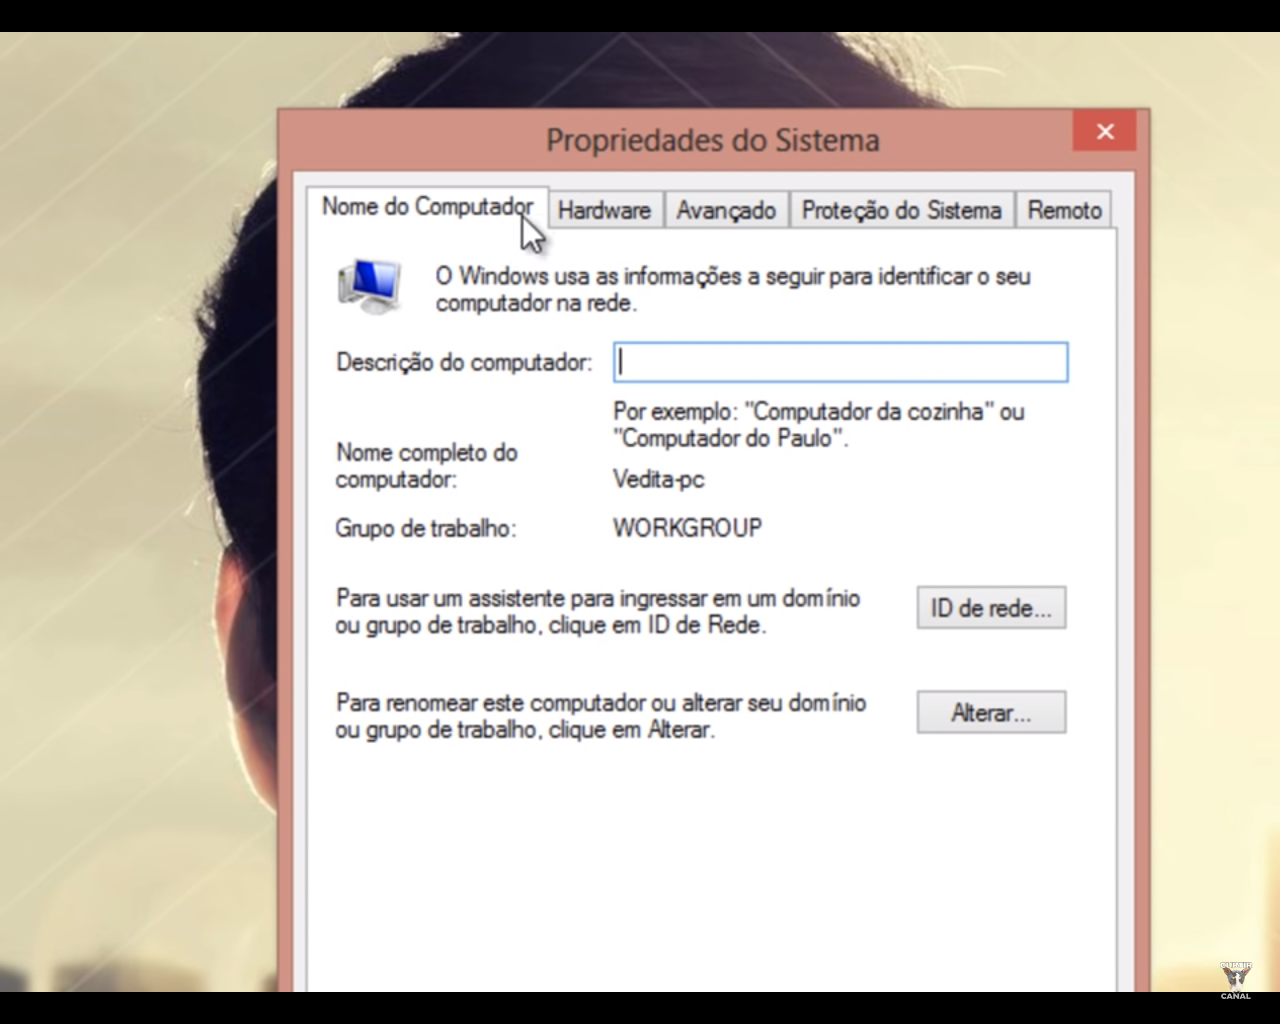 Propriedades do Sistema
Nome do Computador
Hardware
Avançado
Proteção do Sistema
Remoto
O Windows usa as informações a seguir para identificar o seu
computador na rede.
Descrição do computador:
Por exemplo: "Computador da cozinha" ou
"Computador do Paulo".
Nome completo do
computador:
Vedita-pc
Grupo de trabalho:
WORKGROUP
Para usar um assistente para ingressar em um domínio
ou grupo de trabalho, clique em ID de Rede.
ID de rede...
Para renomear este computador ou alterar seu domínio
ou grupo de trabalho, clique em Alterar.
Alterar...
CANAL